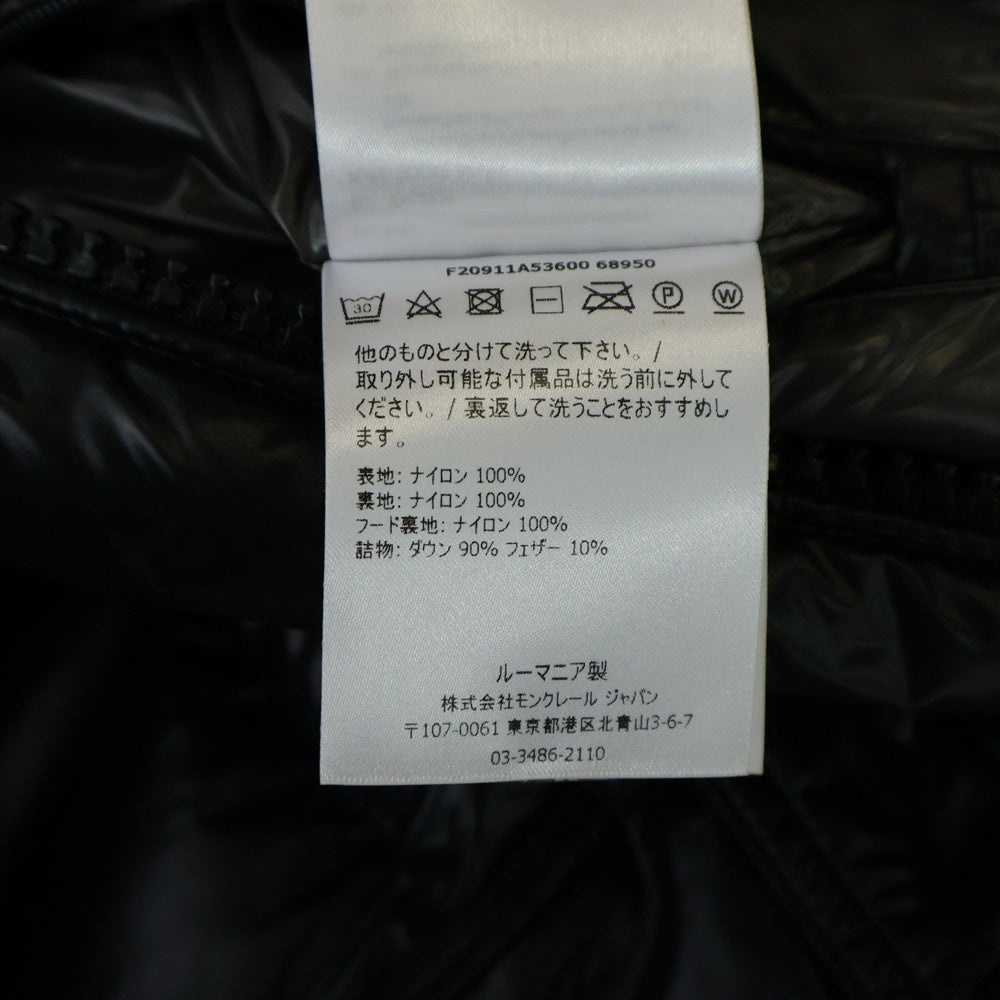 F20911A53600 68950
30 P W
他のものと分けて洗って下さい。/
取り外し可能な付属品は洗う前に外して
ください。/ 裏返して洗うことをおすすめし
ます。
表地: ナイロン 100%
裏地: ナイロン 100%
フード裏地: ナイロン 100%
詰物: ダウン 90% フェザー 10%
ルーマニア製
株式会社モンクレール ジャパン
〒107-0061 東京都港区北青山3-6-7
03-3486-2110